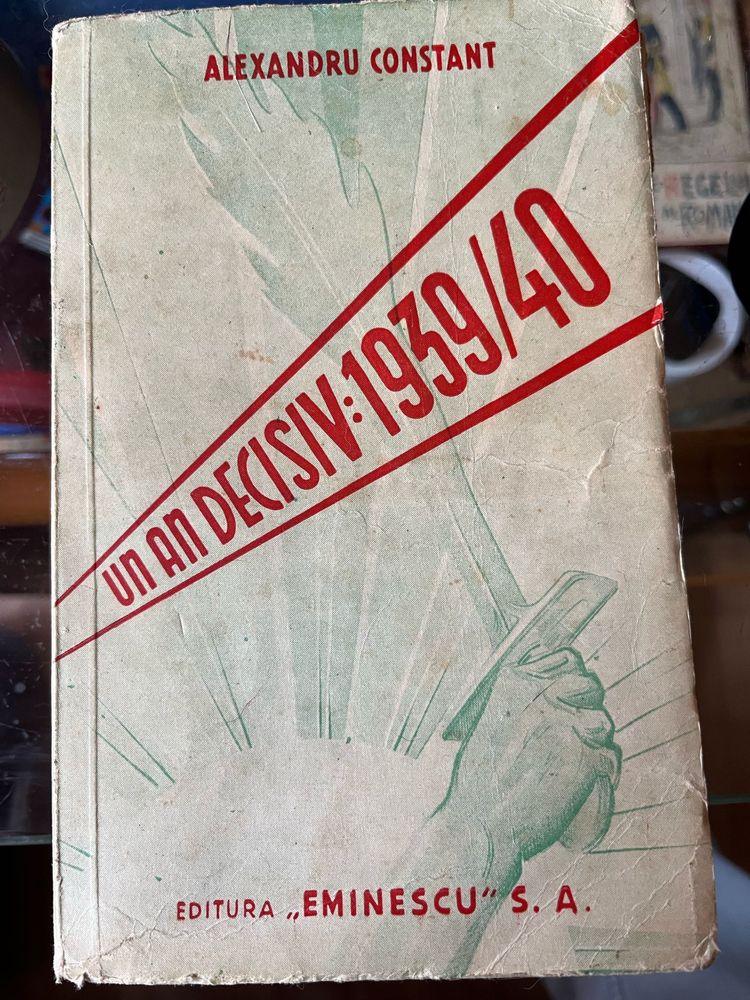 ALEXANDRU CONSTANT
UN AN DECISIV: 1939/40
EDITURA „EMINESCU" S. A.